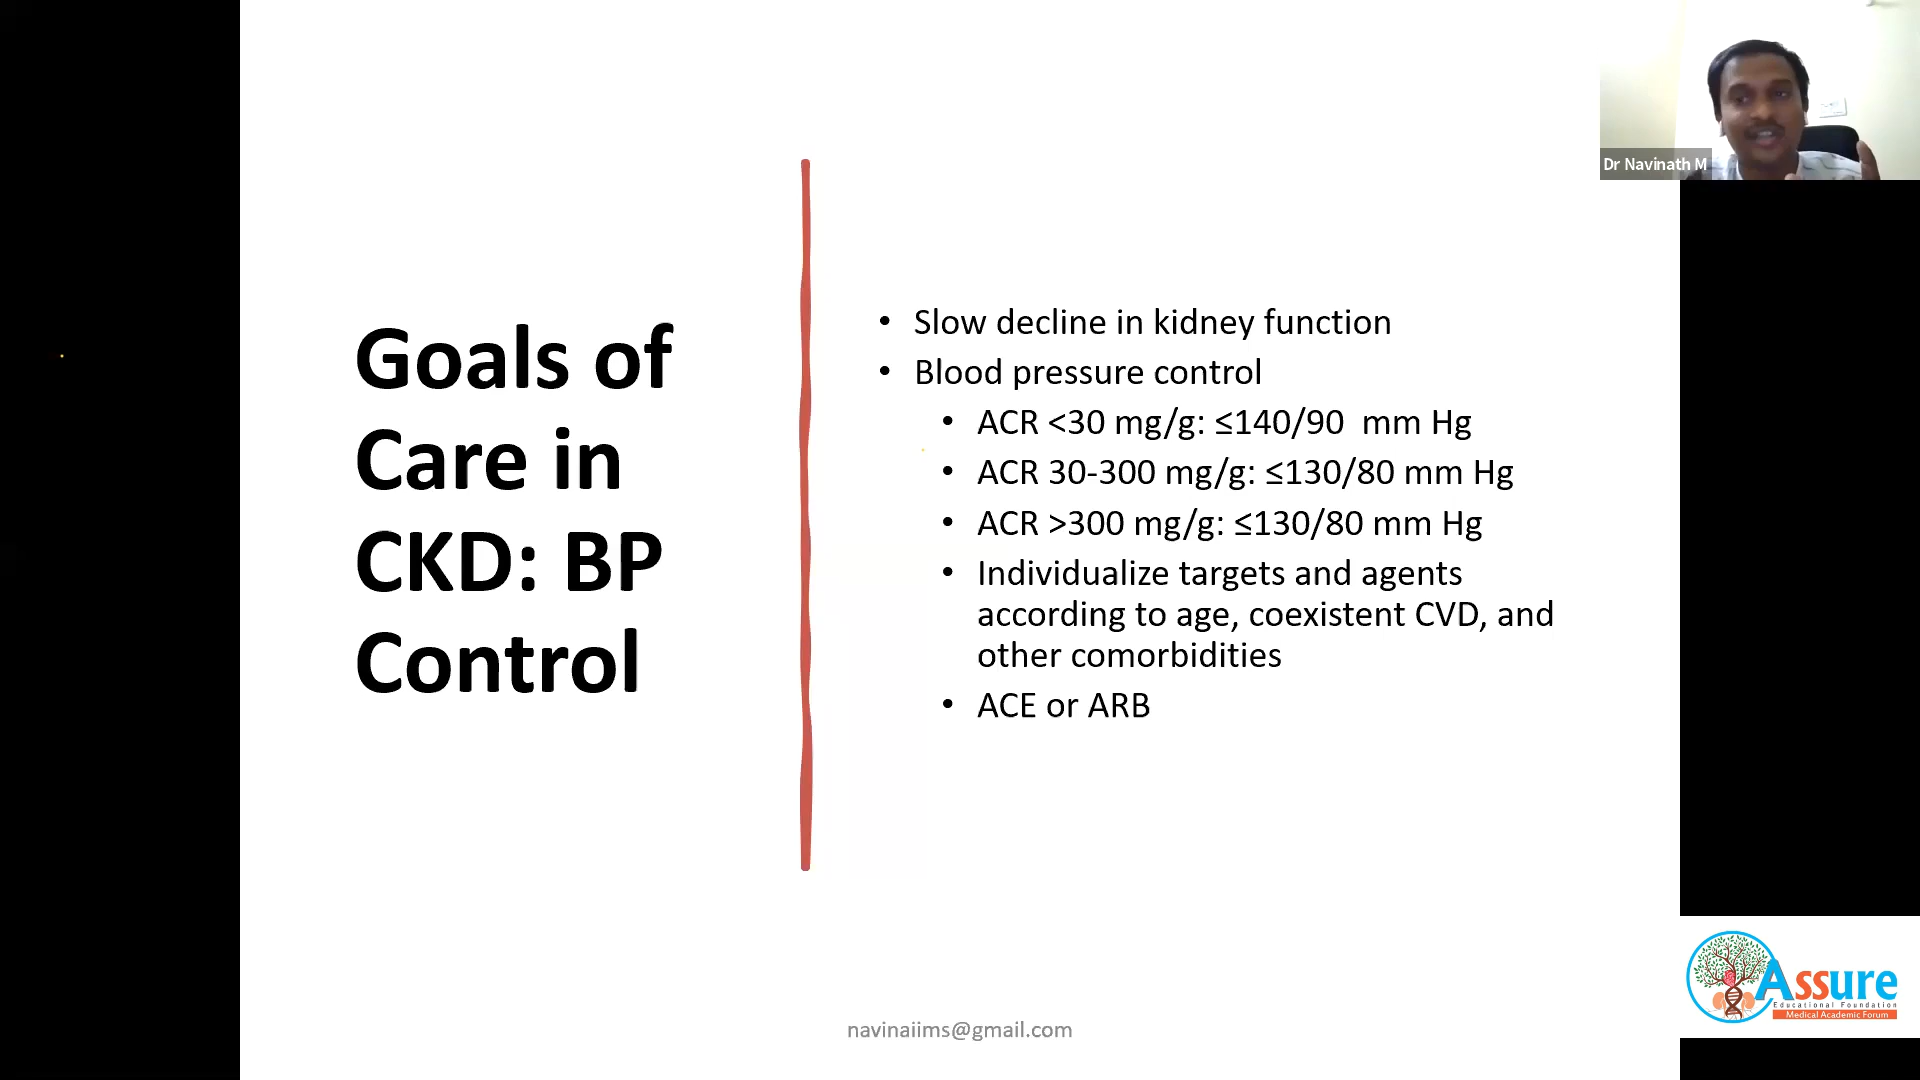 Goals of
Care in
CKD: BP
Control
• Slow decline in kidney function
• Blood pressure control
• ACR <30 mg/g: ≤140/90  mm Hg
• ACR 30-300 mg/g: ≤130/80 mm Hg
• ACR >300 mg/g: ≤130/80 mm Hg
• Individualize targets and agents
according to age, coexistent CVD, and
other comorbidities
• ACE or ARB
navinaiims@gmail.com
Dr Navinath M
Assure
Educational Foundation
Medical Academic Forum